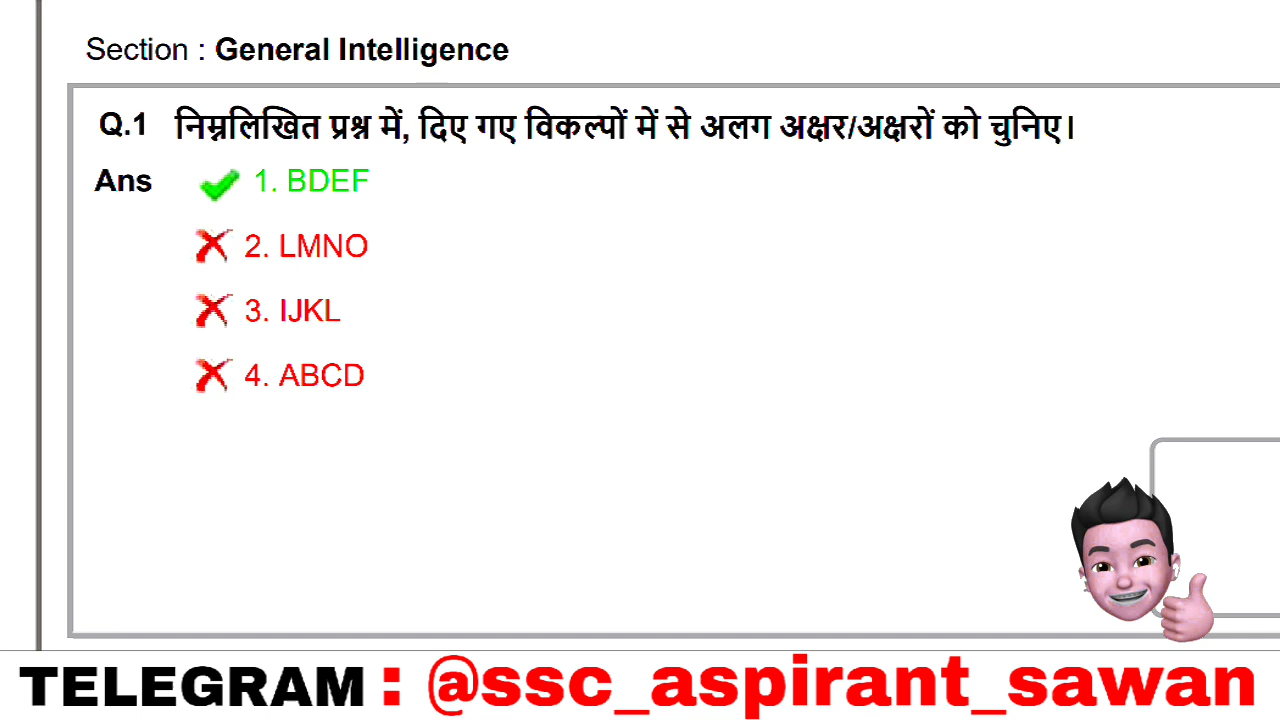 Section : General Intelligence
Q.1 निम्नलिखित प्रश्न में, दिए गए विकल्पों में से अलग अक्षर/अक्षरों को चुनिए।
Ans 1. BDEF
2. LMNO
3. IJKL
4. ABCD
TELEGRAM : @ssc_aspirant_sawan